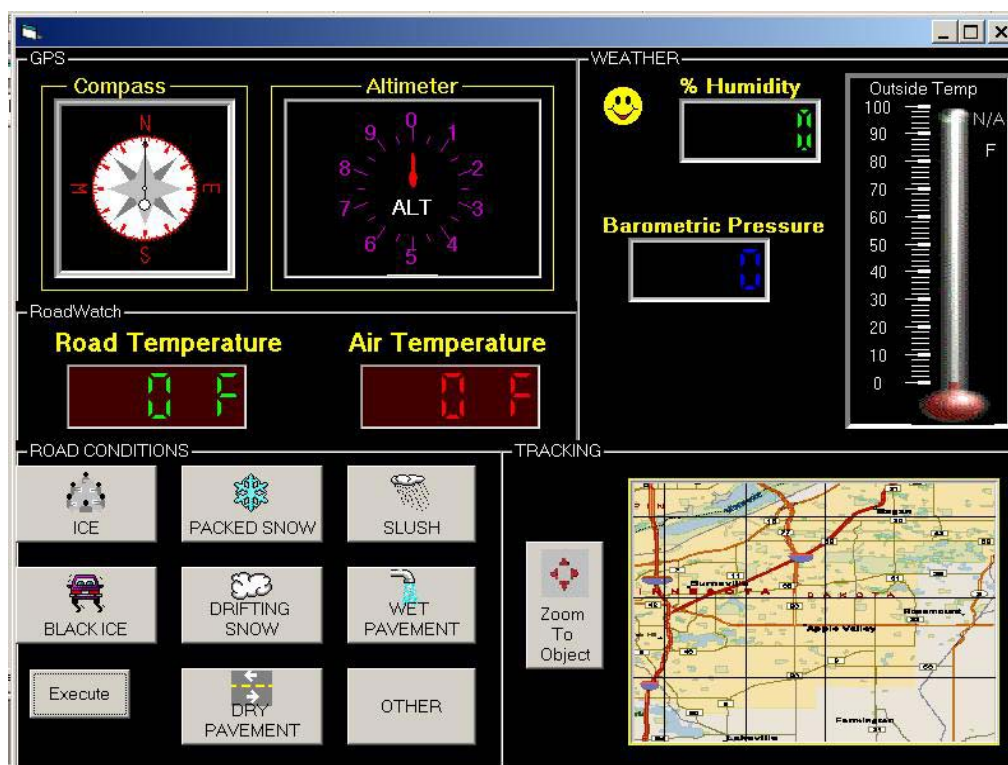 GPS
Compass
N
E
S
W
Altimeter
0
1
2
3
4
5
6
7
8
9
ALT
WEATHER
% Humidity
0
Barometric Pressure
0
Outside Temp
N/A
F
100
90
80
70
60
50
40
30
20
10
0
RoadWatch
Road Temperature
0 F
Air Temperature
0 F
ROAD CONDITIONS
ICE
PACKED SNOW
SLUSH
BLACK ICE
DRIFTING
SNOW
WET
PAVEMENT
Execute
DRY
PAVEMENT
OTHER
TRACKING
Zoom
To
Object
Eagan
Burnsville
DAKOTA
Rosemount
Apple Valley
Farmington
Lakeville